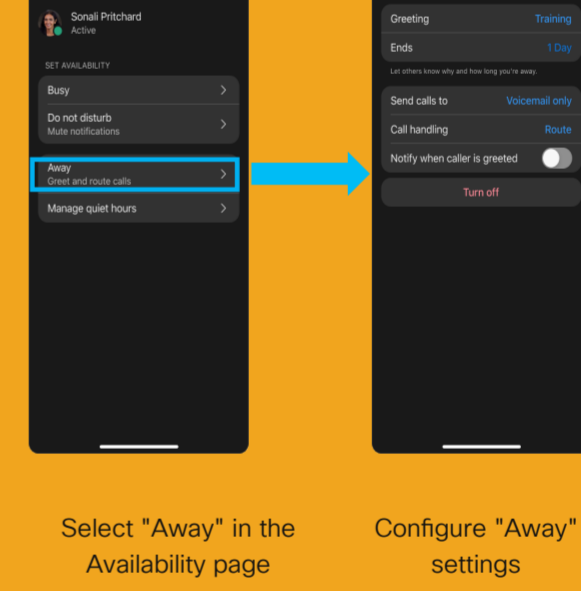 Sonali Pritchard
Active
SET AVAILABILITY
Busy
Do not disturb
Mute notifications
Away
Greet and route calls
Manage quiet hours
Greeting Training
Ends 1 Day
Let others know why and how long you're away.
Send calls to Voicemail only
Call handling Route
Notify when caller is greeted
Turn off
Select "Away" in the
Availability page
Configure "Away"
settings